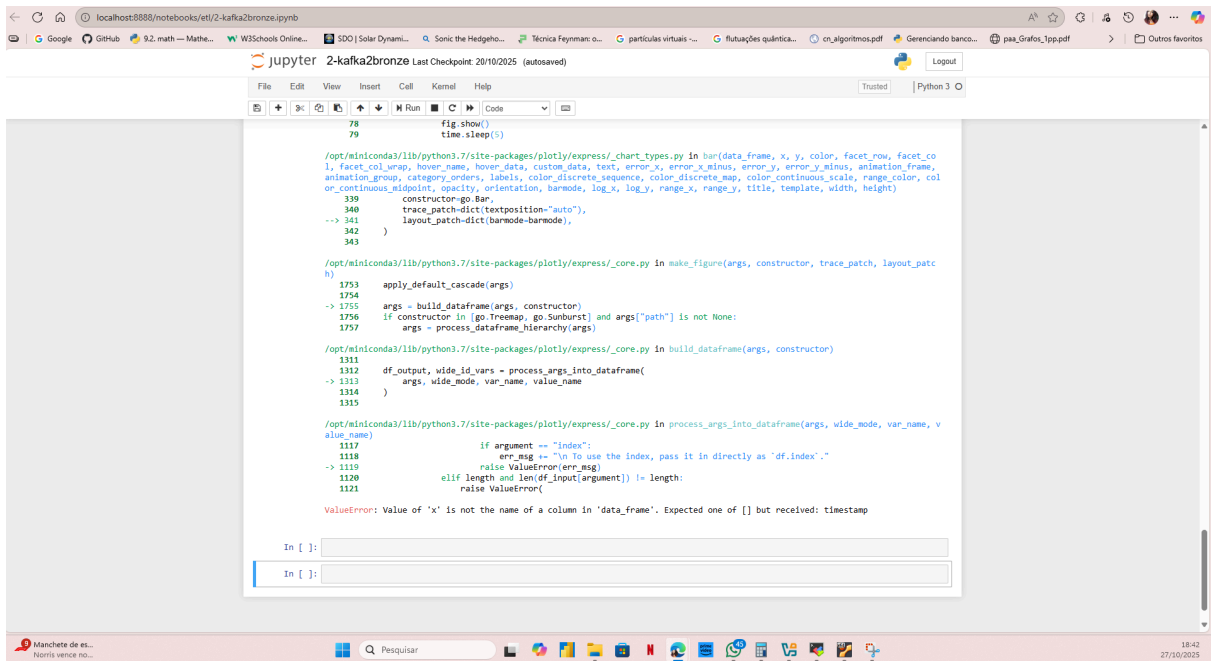 localhost:8888/notebooks/etl/2-kafka2bronze.ipynb
Google GitHub 9.2. math — Mathe... W3Schools Online... SDO | Solar Dynami... Sonic the Hedgeho... Técnica Feynman: o... partículas virtuais -... flutuações quântica... cn_algoritmos.pdf Gerenciando banco... paa_Grafos_1pp.pdf Outros favoritos
jupyter 2-kafka2bronze Last Checkpoint: 20/10/2025 (autosaved) Logout
File Edit View Insert Cell Kernel Help Trusted Python 3
Run Code
78 fig.show()
79 time.sleep(5)
/opt/miniconda3/lib/python3.7/site-packages/plotly/express/_chart_types.py in bar(data_frame, x, y, color, facet_row, facet_co
l, facet_col_wrap, hover_name, hover_data, custom_data, text, error_x, error_x_minus, error_y, error_y_minus, animation_frame,
animation_group, category_orders, labels, color_discrete_sequence, color_discrete_map, color_continuous_scale, range_color, col
or_continuous_midpoint, opacity, orientation, barmode, log_x, log_y, range_x, range_y, title, template, width, height)
339 constructor=go.Bar,
340 trace_patch=dict(textposition="auto"),
--> 341 layout_patch=dict(barmode=barmode),
342 )
343
/opt/miniconda3/lib/python3.7/site-packages/plotly/express/_core.py in make_figure(args, constructor, trace_patch, layout_patc
h)
1753 apply_default_cascade(args)
1754
-> 1755 args = build_dataframe(args, constructor)
1756 if constructor in [go.Treemap, go.Sunburst] and args["path"] is not None:
1757 args = process_dataframe_hierarchy(args)
/opt/miniconda3/lib/python3.7/site-packages/plotly/express/_core.py in build_dataframe(args, constructor)
1311
1312 df_output, wide_id_vars = process_args_into_dataframe(
-> 1313 args, wide_mode, var_name, value_name
1314 )
1315
/opt/miniconda3/lib/python3.7/site-packages/plotly/express/_core.py in process_args_into_dataframe(args, wide_mode, var_name, v
alue_name)
1117 if argument == "index":
1118 err_msg += "\n To use the index, pass it in directly as `df.index`."
-> 1119 raise ValueError(err_msg)
1120 elif length and len(df_input[argument]) != length:
1121 raise ValueError(
ValueError: Value of 'x' is not the name of a column in 'data_frame'. Expected one of [] but received: timestamp
In [ ]:
In [ ]:
Manchete de es...
Norris vence no...
Pesquisar
18:42
27/10/2025